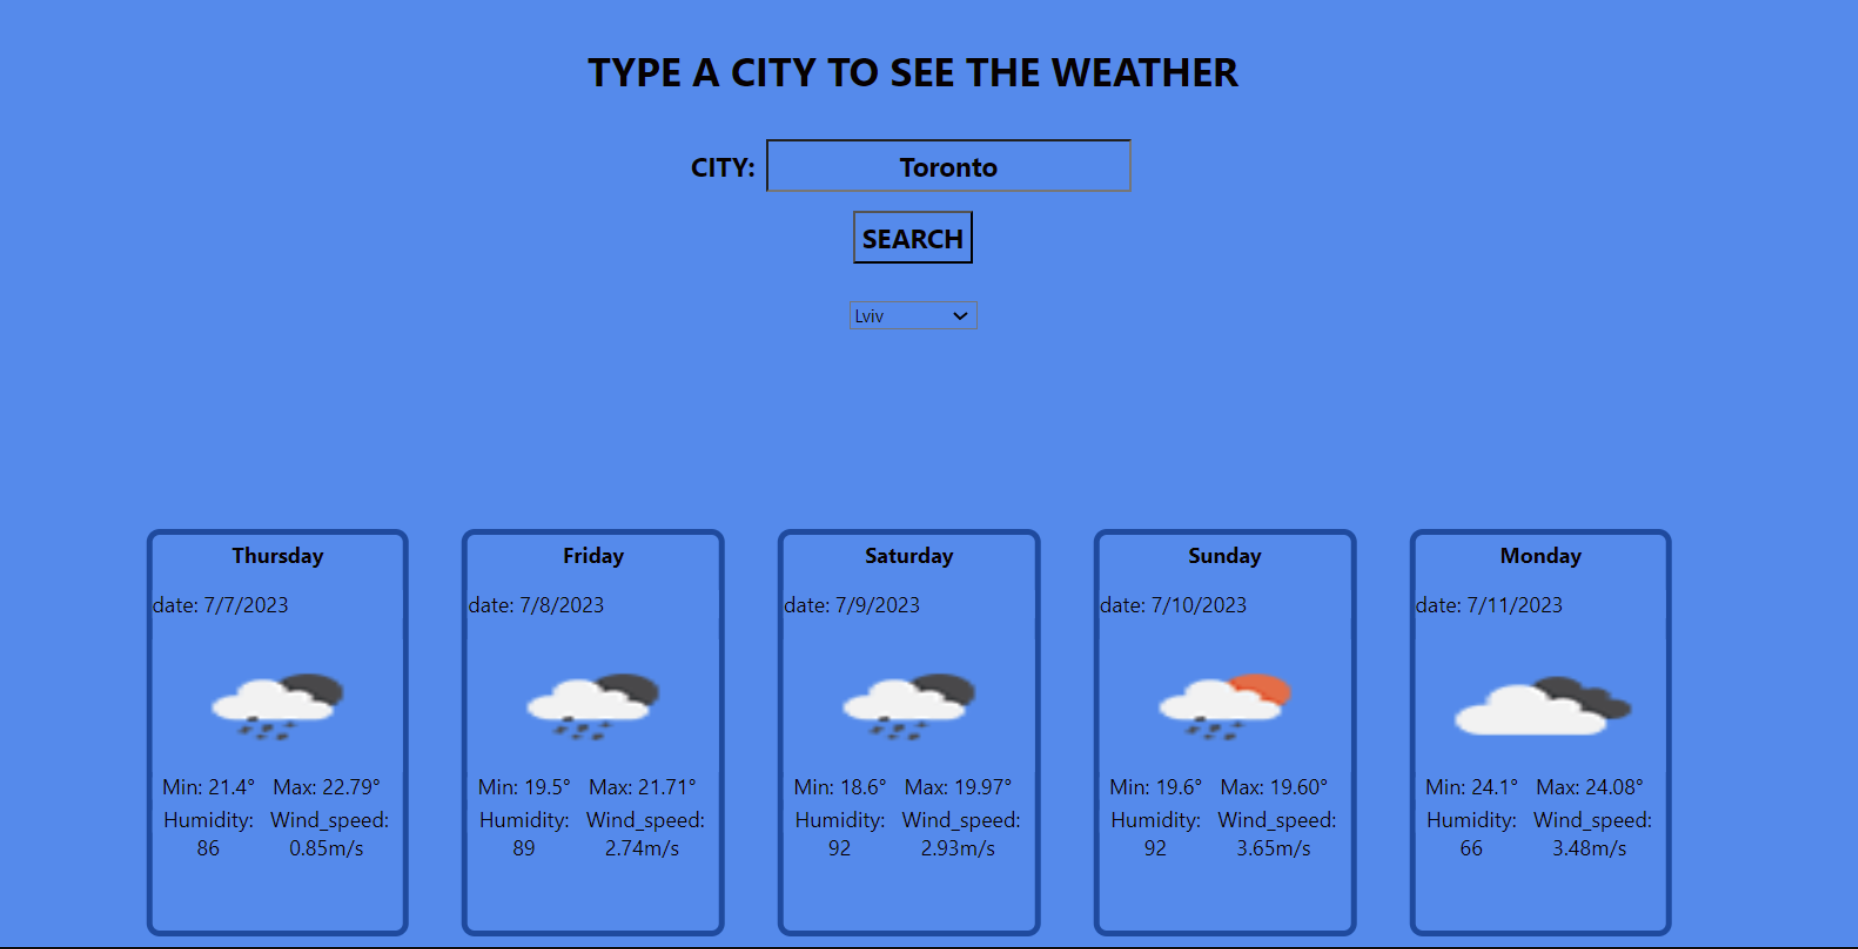 TYPE A CITY TO SEE THE WEATHER
CITY: Toronto
SEARCH
Lviv
Thursday
date: 7/7/2023
Min: 21.4° Max: 22.79°
Humidity: Wind_speed:
86 0.85m/s
Friday
date: 7/8/2023
Min: 19.5° Max: 21.71°
Humidity: Wind_speed:
89 2.74m/s
Saturday
date: 7/9/2023
Min: 18.6° Max: 19.97°
Humidity: Wind_speed:
92 2.93m/s
Sunday
date: 7/10/2023
Min: 19.6° Max: 19.60°
Humidity: Wind_speed:
92 3.65m/s
Monday
date: 7/11/2023
Min: 24.1° Max: 24.08°
Humidity: Wind_speed:
66 3.48m/s